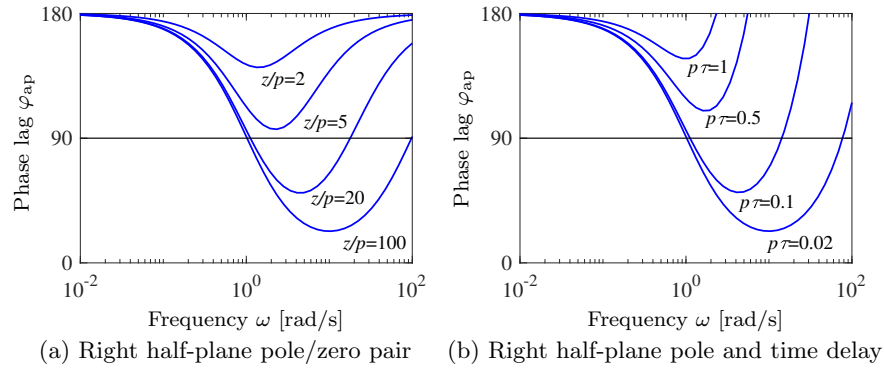 180
90
0
Phase lag φap
z/p=2
z/p=5
z/p=20
z/p=100
10^-2
10^0
10^2
Frequency ω [rad/s]
(a) Right half-plane pole/zero pair
180
90
0
Phase lag φap
pτ=1
pτ=0.5
pτ=0.1
pτ=0.02
10^-2
10^0
10^2
Frequency ω [rad/s]
(b) Right half-plane pole and time delay